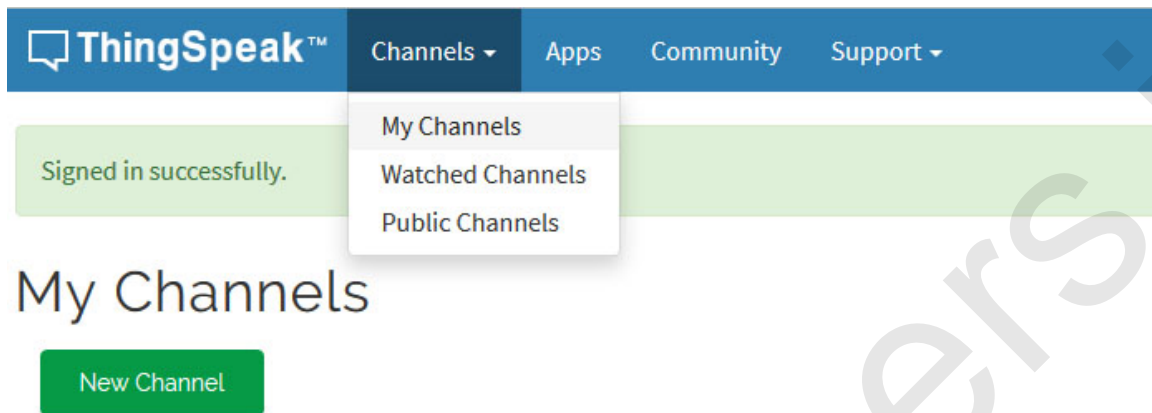 ThingSpeak™ Channels Apps Community Support
My Channels
Signed in successfully.
Watched Channels
Public Channels
My Channels
New Channel